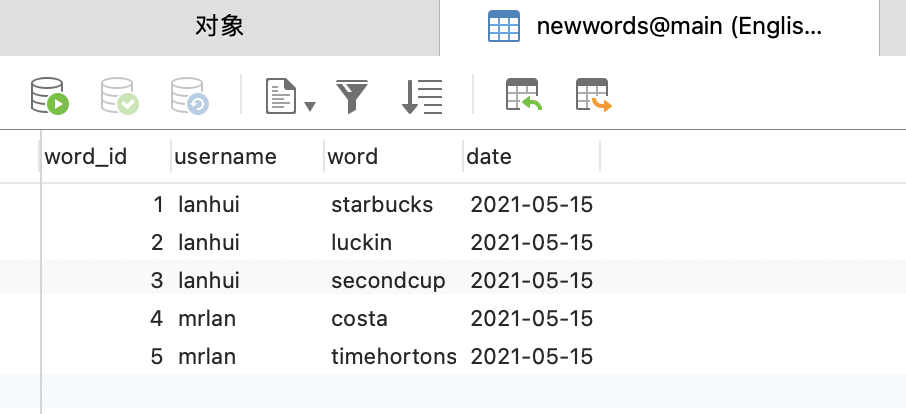 对象 newwords@main (Englis...
word_id username word date
1 lanhui starbucks 2021-05-15
2 lanhui luckin 2021-05-15
3 lanhui secondcup 2021-05-15
4 mrlan costa 2021-05-15
5 mrlan timehortons 2021-05-15